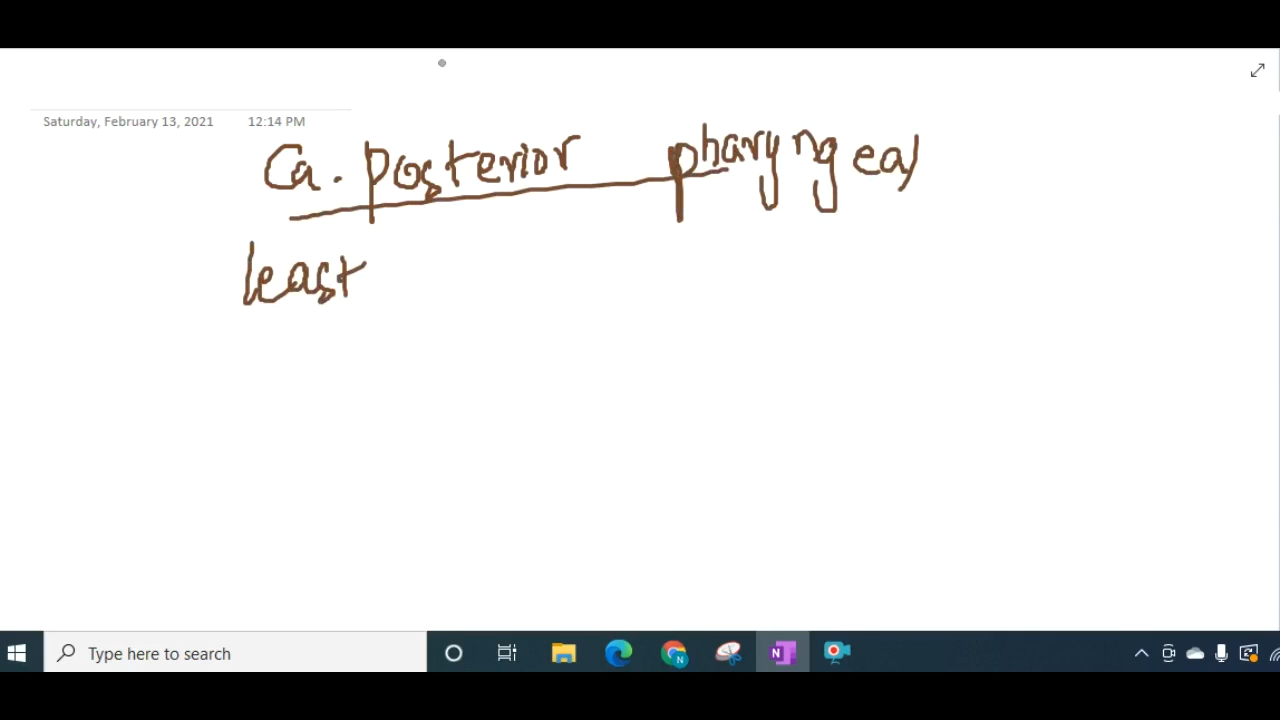 Saturday, February 13, 2021 12:14 PM
Ca. Posterior pharyngeal
least
Type here to search